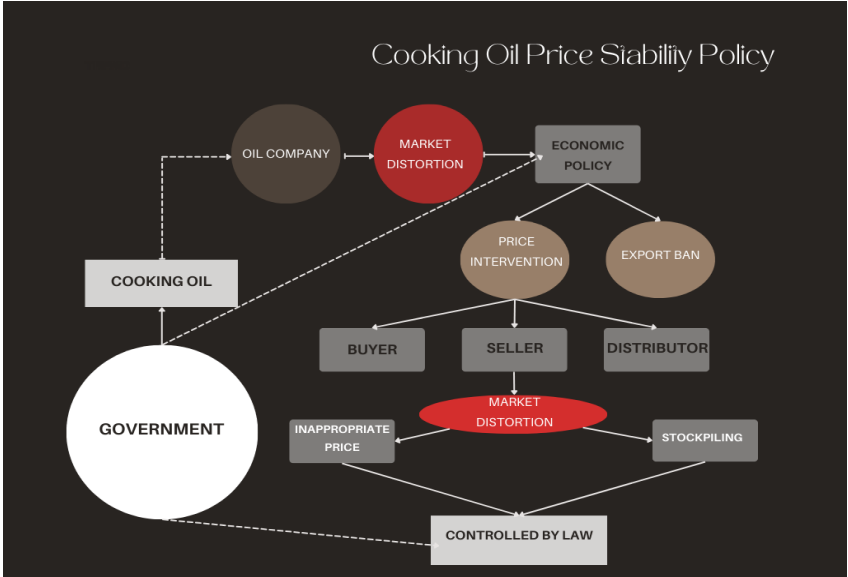 Cooking Oil Price Stability Policy
OIL COMPANY
MARKET
DISTORTION
ECONOMIC
POLICY
PRICE
INTERVENTION
EXPORT BAN
COOKING OIL
BUYER
SELLER
DISTRIBUTOR
MARKET
DISTORTION
GOVERNMENT
INAPPROPRIATE
PRICE
STOCKPILING
CONTROLLED BY LAW